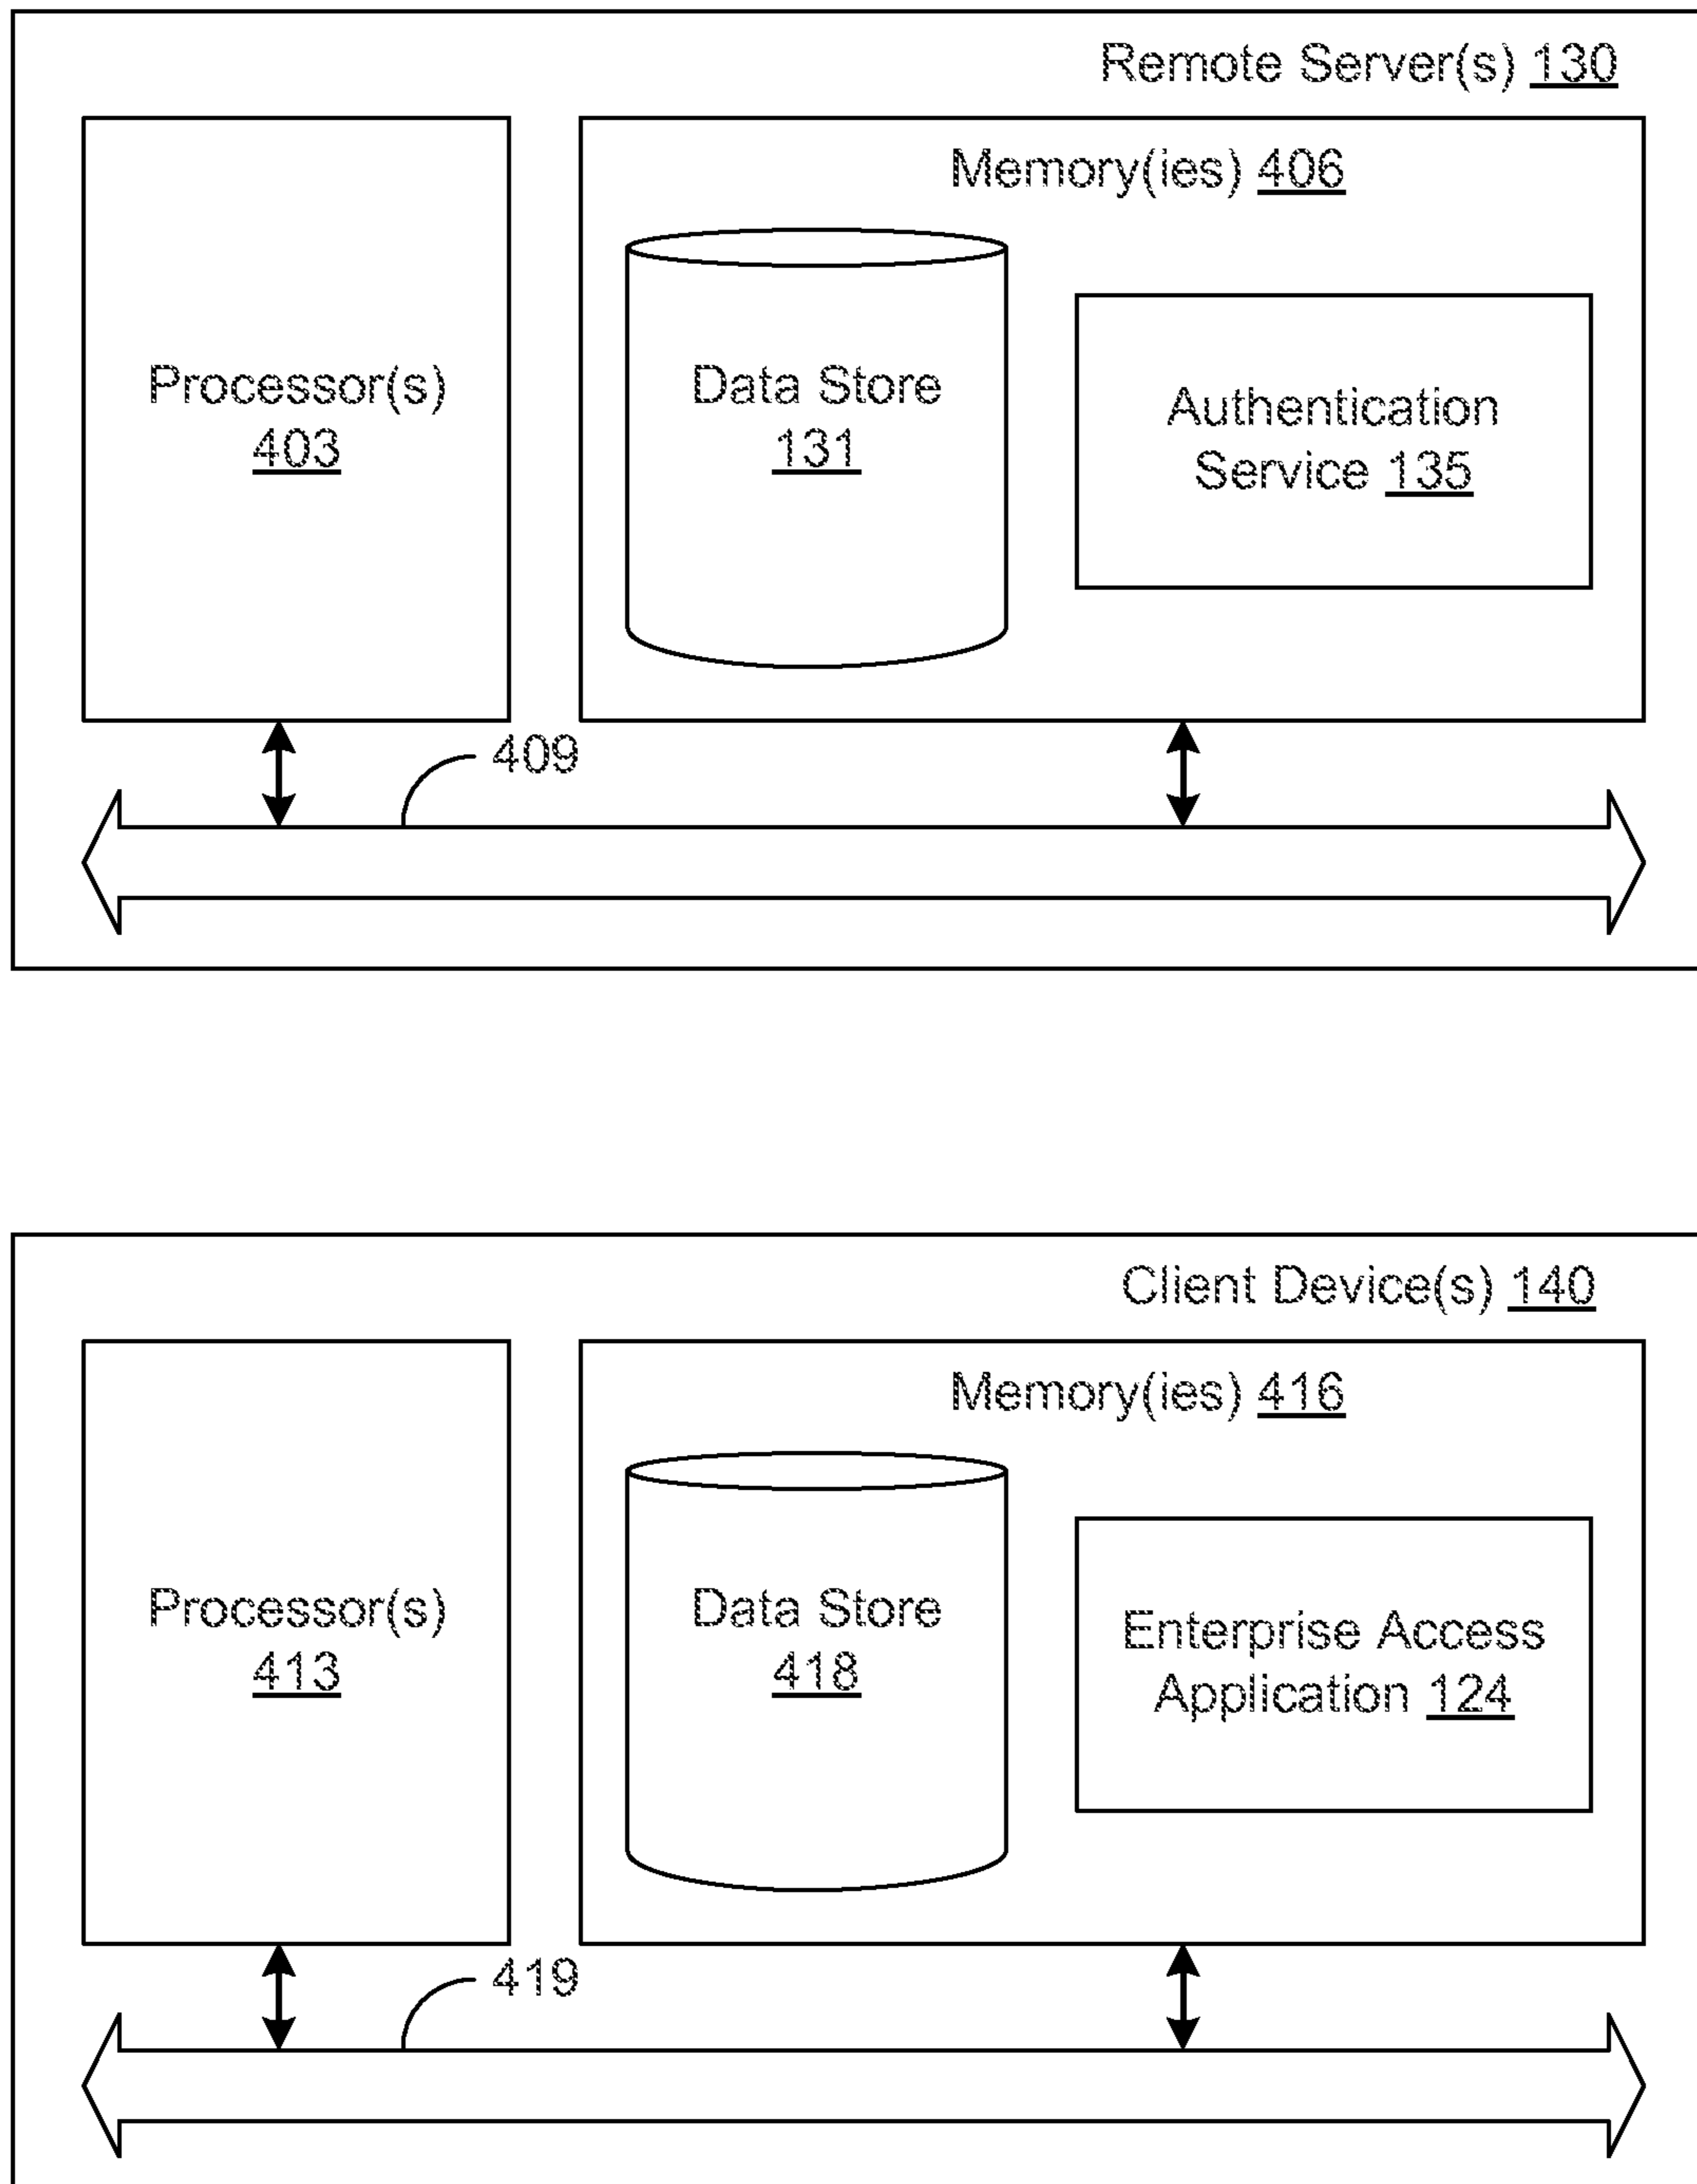 Remote Server(s) 130
Memory(ies) 406
Processor(s)
403
Data Store
131
Authentication
Service 135
409
Client Device(s) 140
Memory(ies) 416
Processor(s)
413
Data Store
418
Enterprise Access
Application 124
419